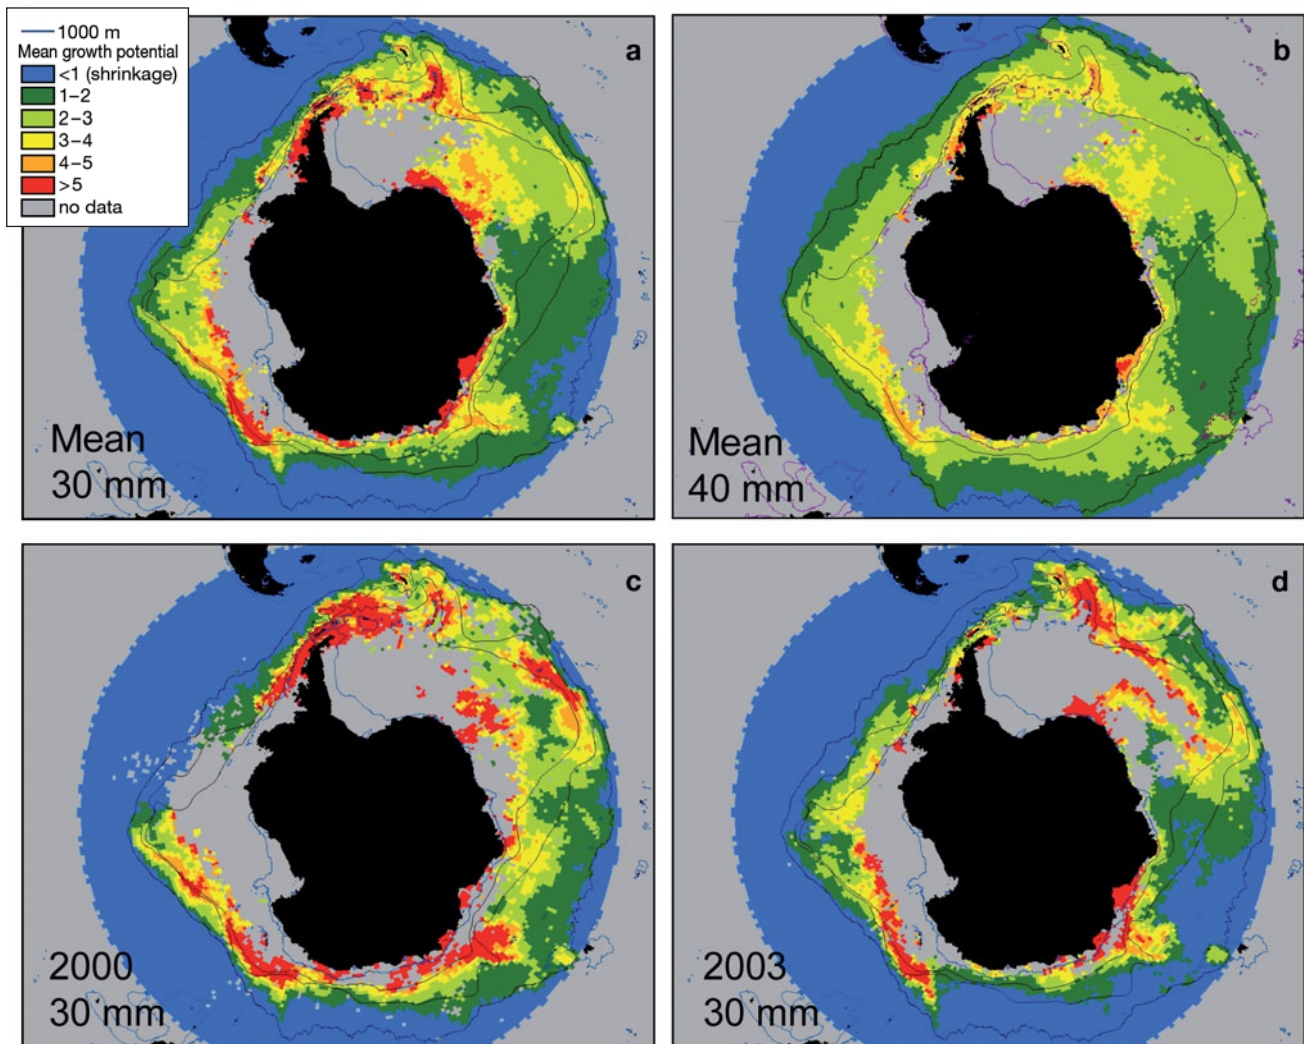 1000 m
Mean growth potential
<1 (shrinkage)
1–2
2–3
3–4
4–5
>5
no data
a
Mean
30 mm
b
Mean
40 mm
c
2000
30 mm
d
2003
30 mm